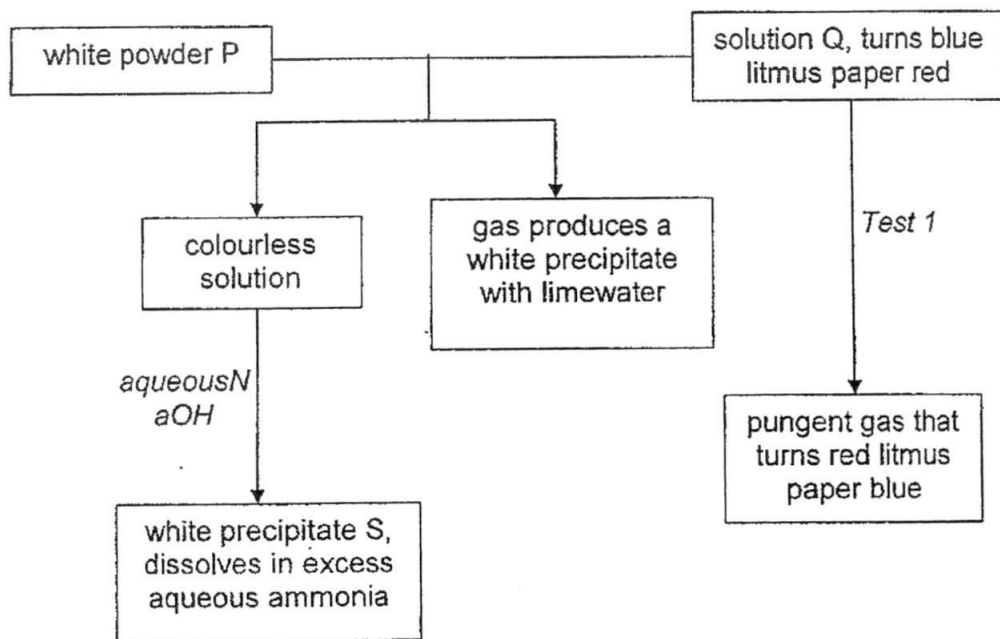 white powder P
solution Q, turns blue
litmus paper red
colourless
solution
gas produces a
white precipitate
with limewater
Test 1
aqueousN
aOH
pungent gas that
turns red litmus
paper blue
white precipitate S,
dissolves in excess
aqueous ammonia